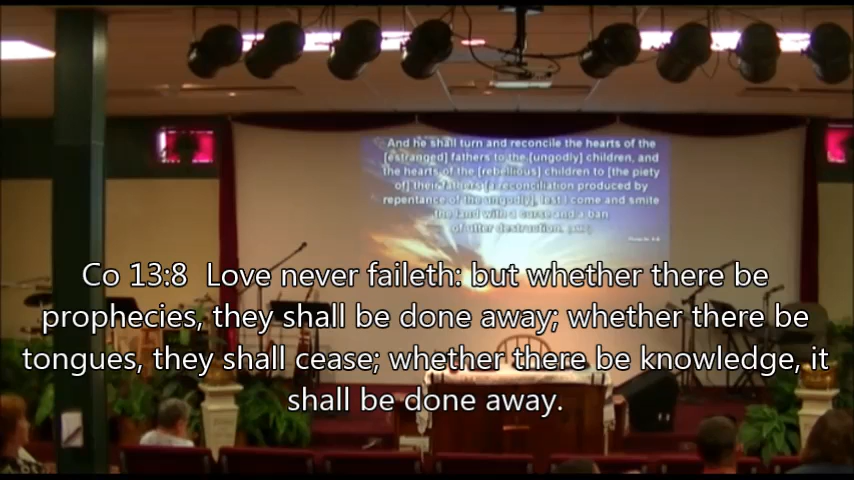 And he shall turn and reconcile the hearts of the
[estranged] fathers to the [ungodly] children, and
the hearts of the [rebellious] children to [the piety
of] their fathers [a reconciliation produced by
repentance of the ungodly], lest I come and smite
the land with a curse and a ban
of utter destruction.
Co 13:8 Love never faileth: but whether there be
prophecies, they shall be done away; whether there be
tongues, they shall cease; whether there be knowledge, it
shall be done away.